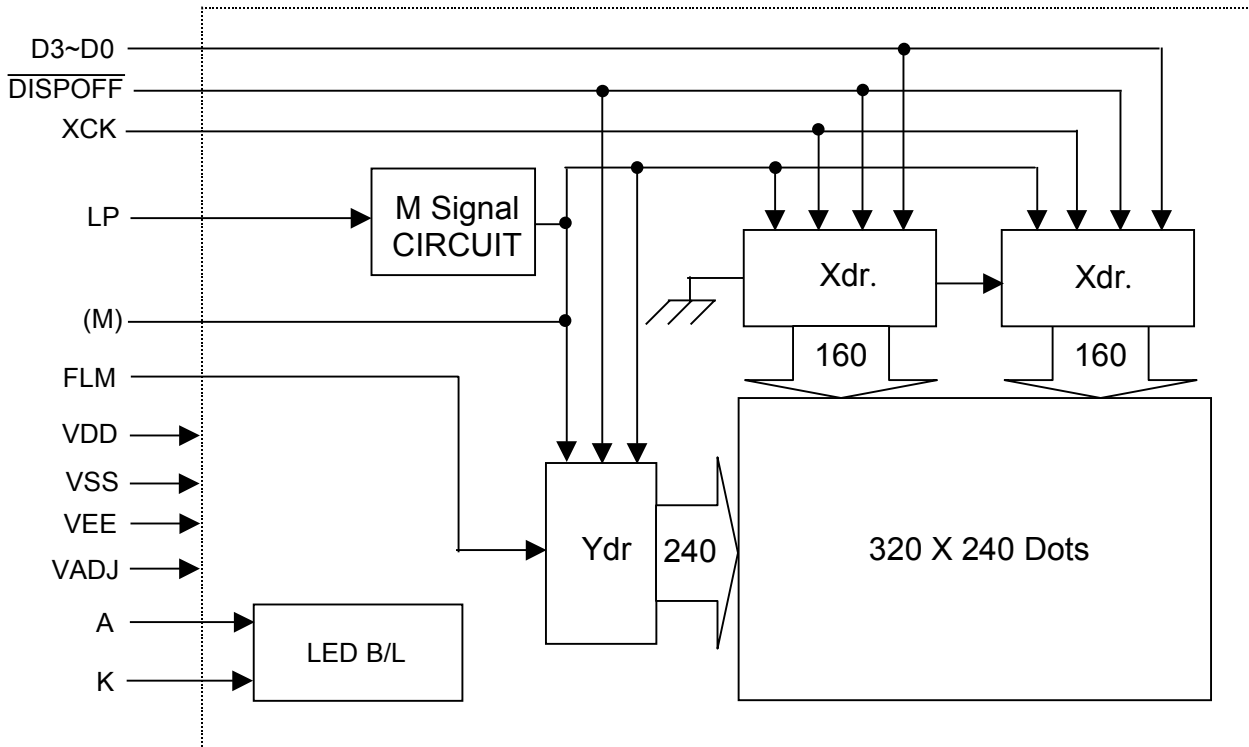 D3~D0
DISPOFF
XCK
LP
M Signal
CIRCUIT
Xdr.
Xdr.
(M)
160
160
FLM
VDD
VSS
VEE
VADJ
Ydr
240
320 X 240 Dots
A
K
LED B/L